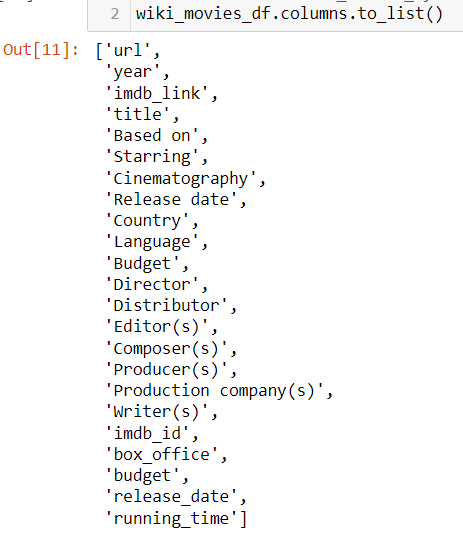 2 wiki_movies_df.columns.to_list()
Out[11]: ['url',
'year',
'imdb_link',
'title',
'Based on',
'Starring',
'Cinematography',
'Release date',
'Country',
'Language',
'Budget',
'Director',
'Distributor',
'Editor(s)',
'Composer(s)',
'Producer(s)',
'Production company(s)',
'Writer(s)',
'imdb_id',
'box_office',
'budget',
'release_date',
'running_time']